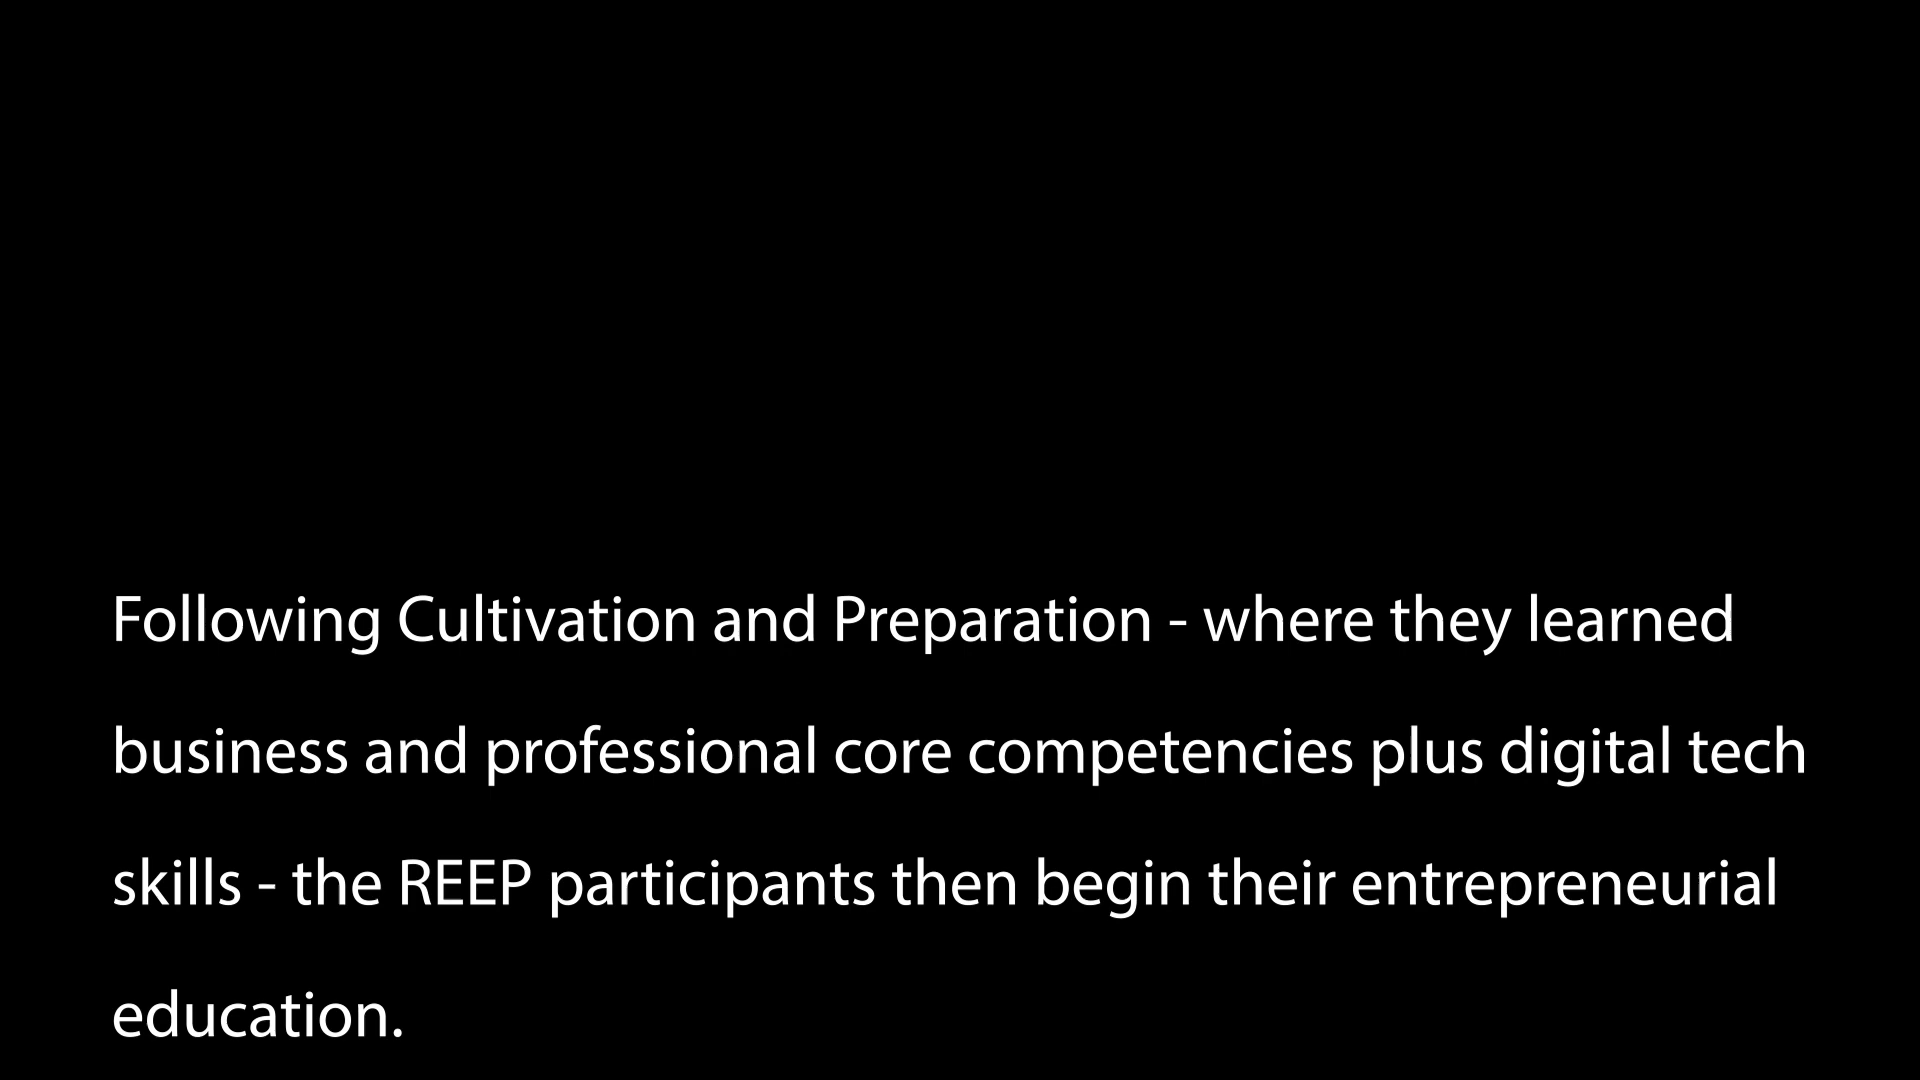 Following Cultivation and Preparation - where they learned
business and professional core competencies plus digital tech
skills - the REEP participants then begin their entrepreneurial
education.